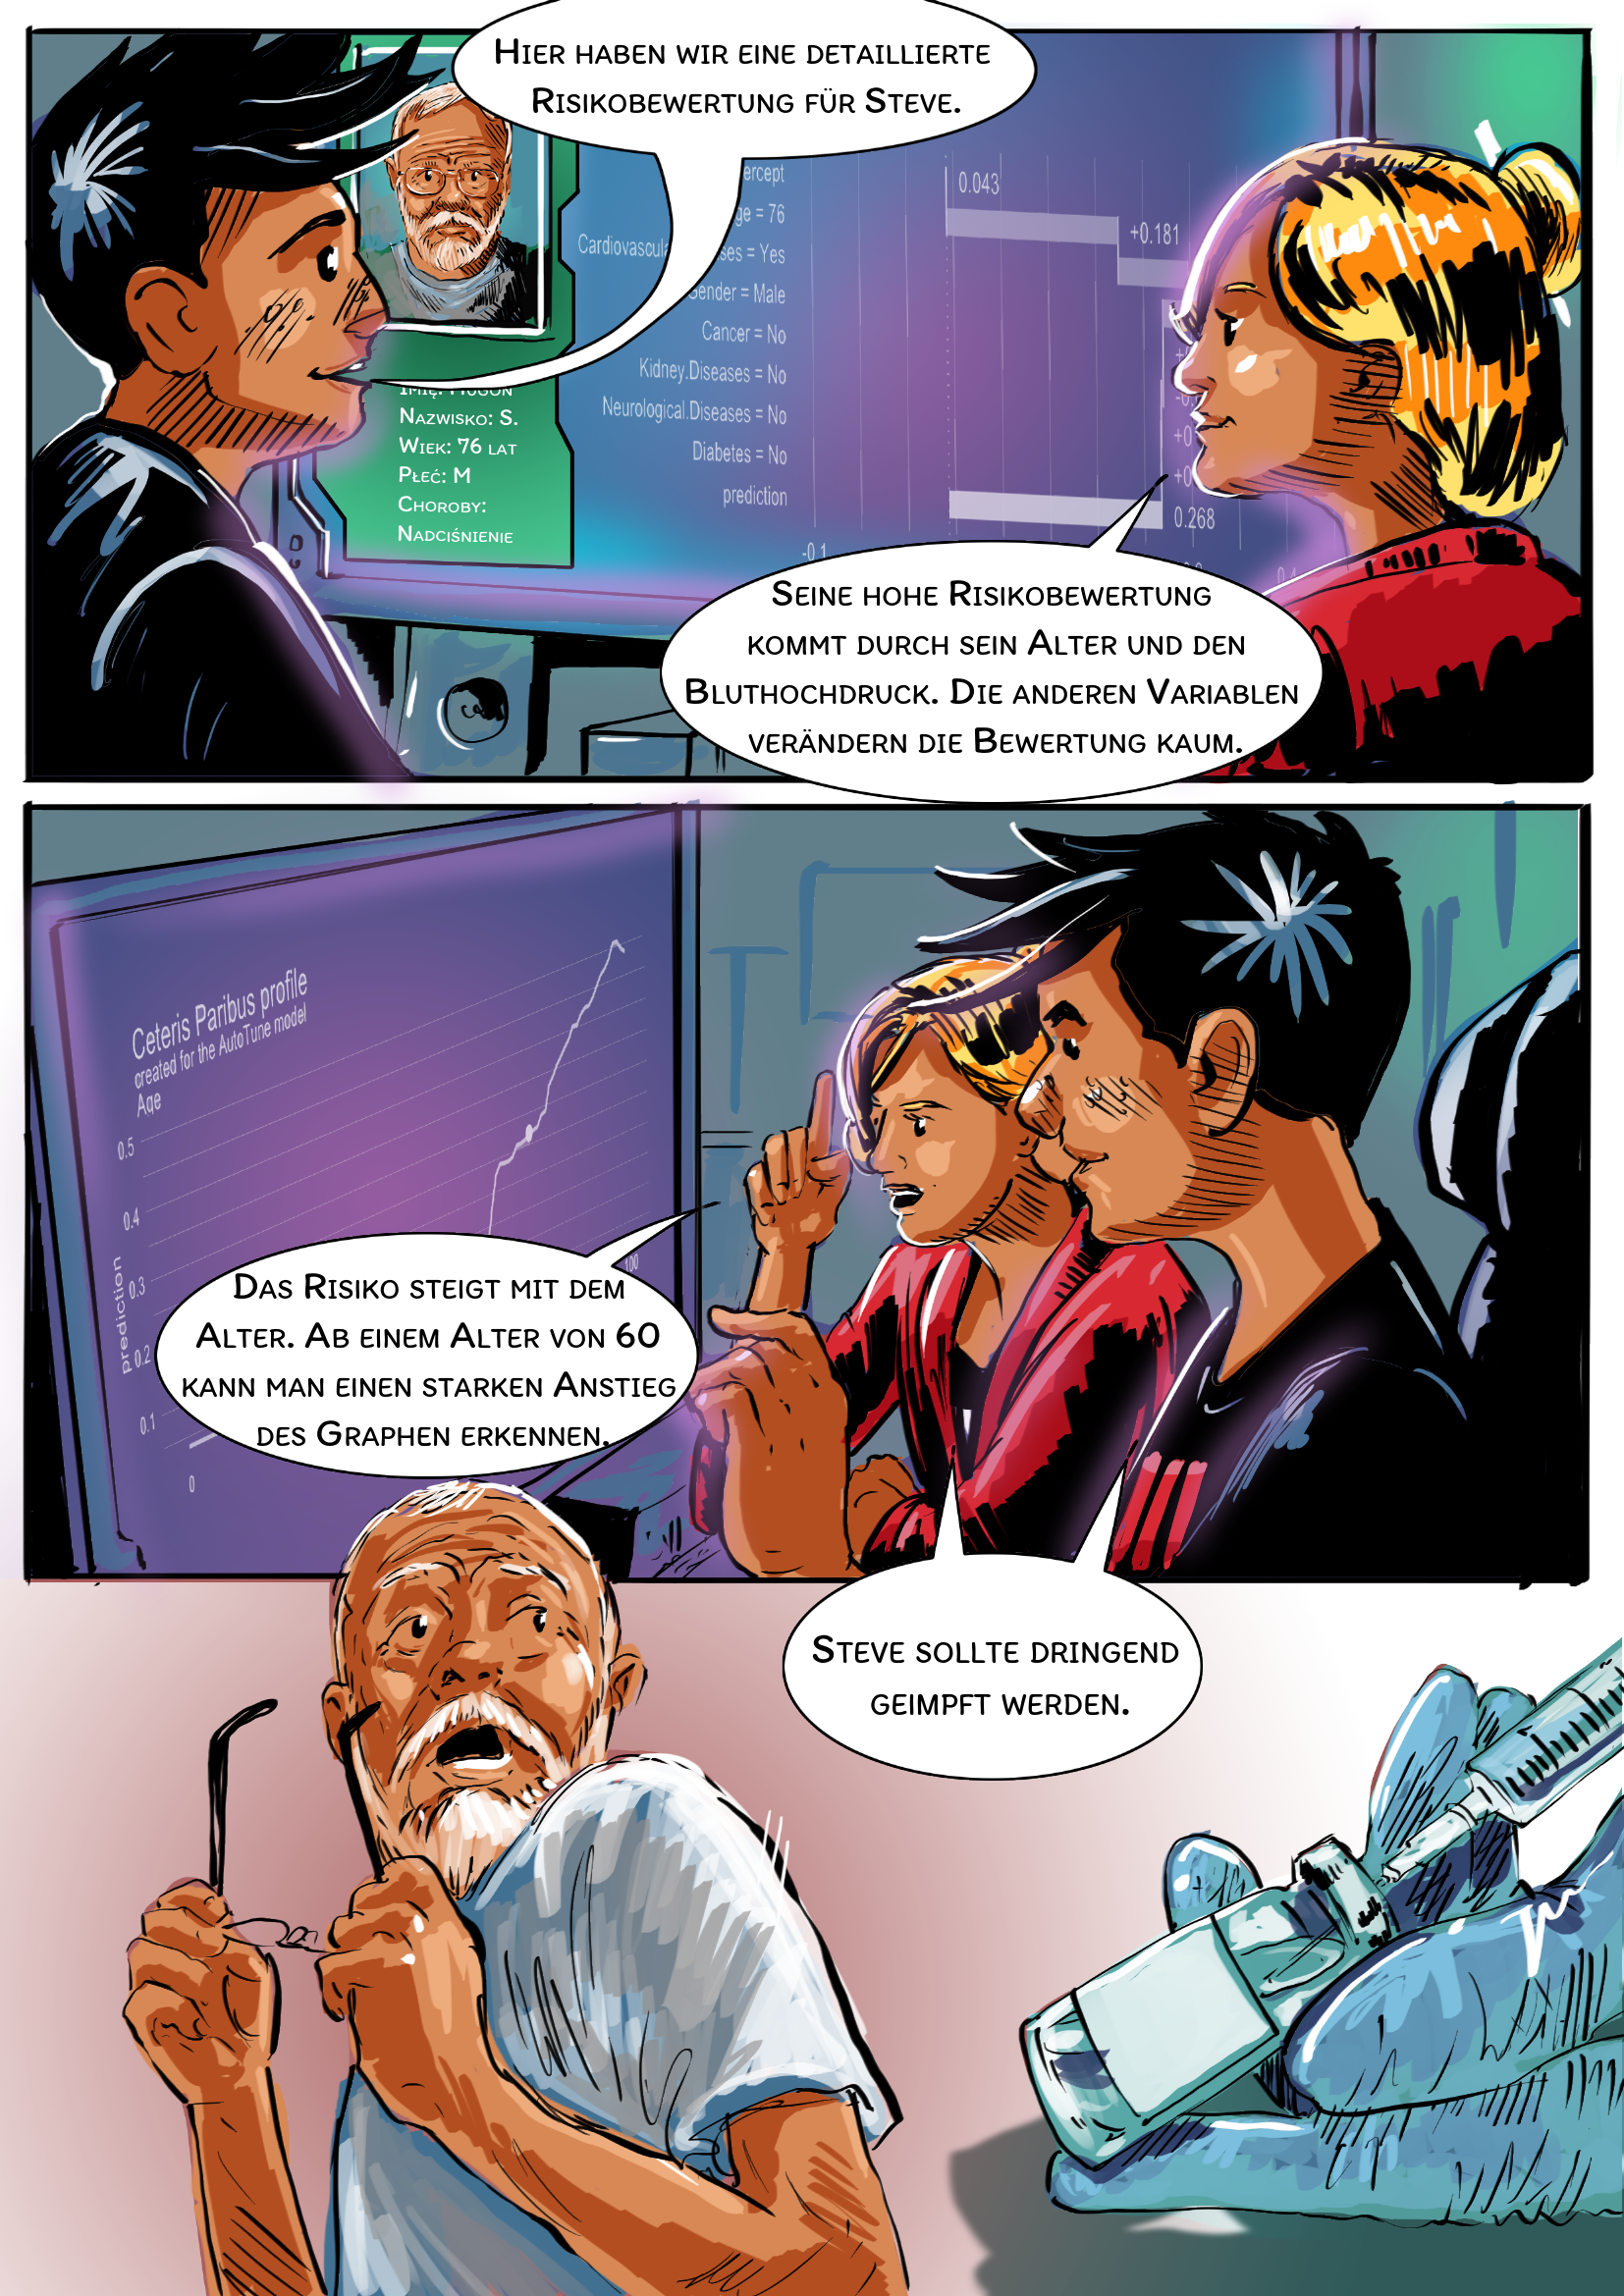 Hier haben wir eine detaillierte
Risikobewertung für Steve.
= 76
= Yes
= Male
Cancer = No
Kidney.Diseases = No
Neurological.Diseases = No
Diabetes = No
prediction
0.043
+0.181
0.268
-0.1
Nazwisko: S.
Wiek: 76 lat
Płeć: M
Choroby:
Nadciśnienie
Seine hohe Risikobewertung
kommt durch sein Alter und den
Bluthochdruck. Die anderen Variablen
verändern die Bewertung kaum.
Ceteris Paribus profile
created for the AutoTune model
Age
0.5
0.4
0.3
0.2
0.1
prediction
0
100
Das Risiko steigt mit dem
Alter. Ab einem Alter von 60
kann man einen starken Anstieg
des Graphen erkennen.
Steve sollte dringend
geimpft werden.